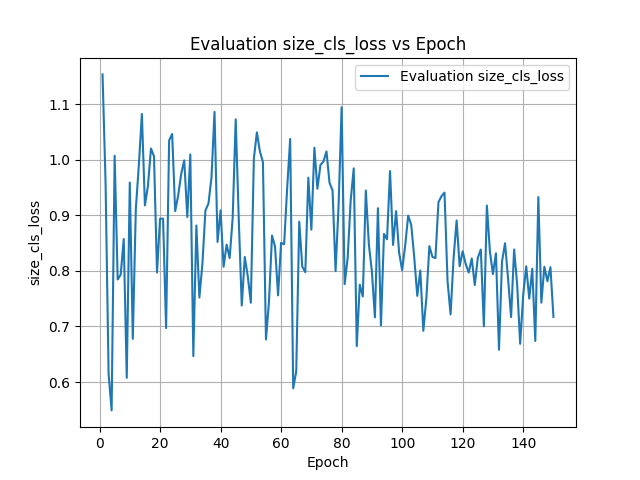 Evaluation size_cls_loss vs Epoch
Evaluation size_cls_loss
size_cls_loss
1.1
1.0
0.9
0.8
0.7
0.6
0 20 40 60 80 100 120 140
Epoch